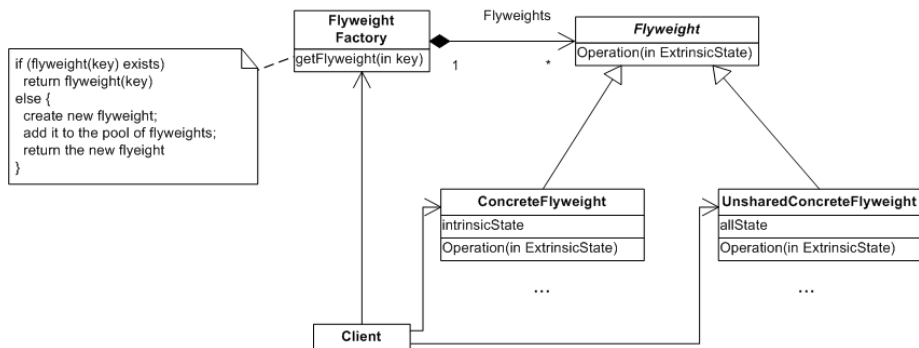 if (flyweight(key) exists)
return flyweight(key)
else {
create new flyweight;
add it to the pool of flyweights;
return the new flyeight
}
Flyweight
Factory
getFlyweight(in key)
Flyweights
1
*
Flyweight
Operation(in ExtrinsicState)
ConcreteFlyweight
intrinsicState
Operation(in ExtrinsicState)
...
UnsharedConcreteFlyweight
allState
Operation(in ExtrinsicState)
...
Client